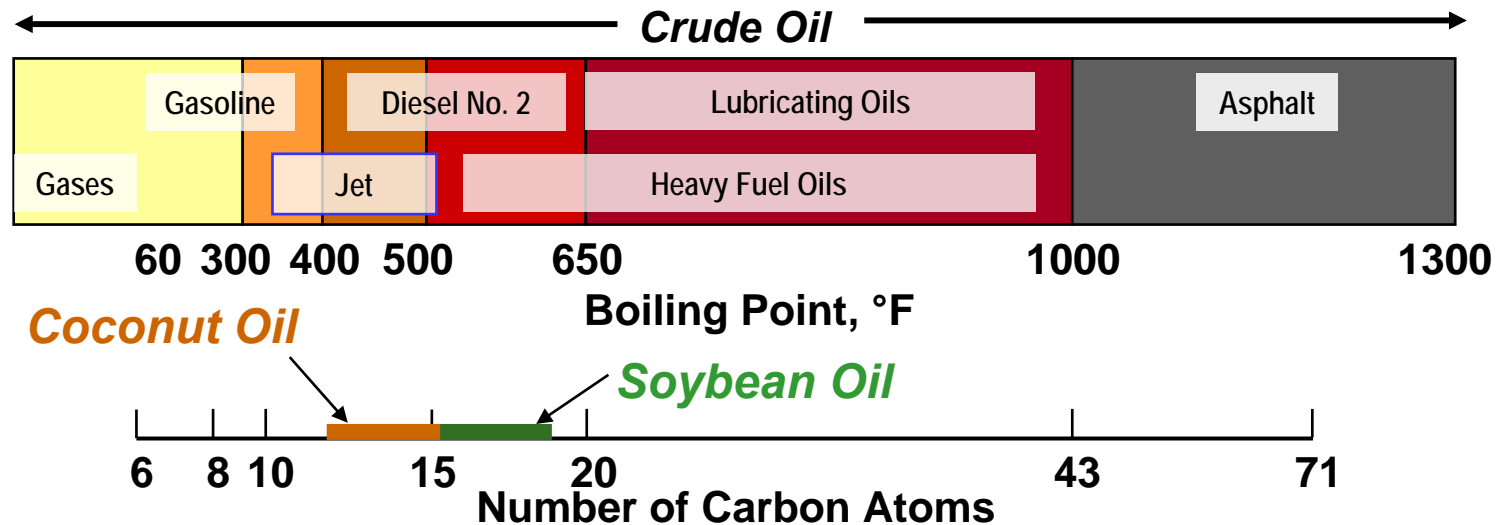 Crude Oil
Gasoline Diesel No. 2 Lubricating Oils Asphalt
Gases Jet Heavy Fuel Oils
60 300 400 500 650 1000 1300
Boiling Point, °F
Coconut Oil
Soybean Oil
6 8 10 15 20 43 71
Number of Carbon Atoms